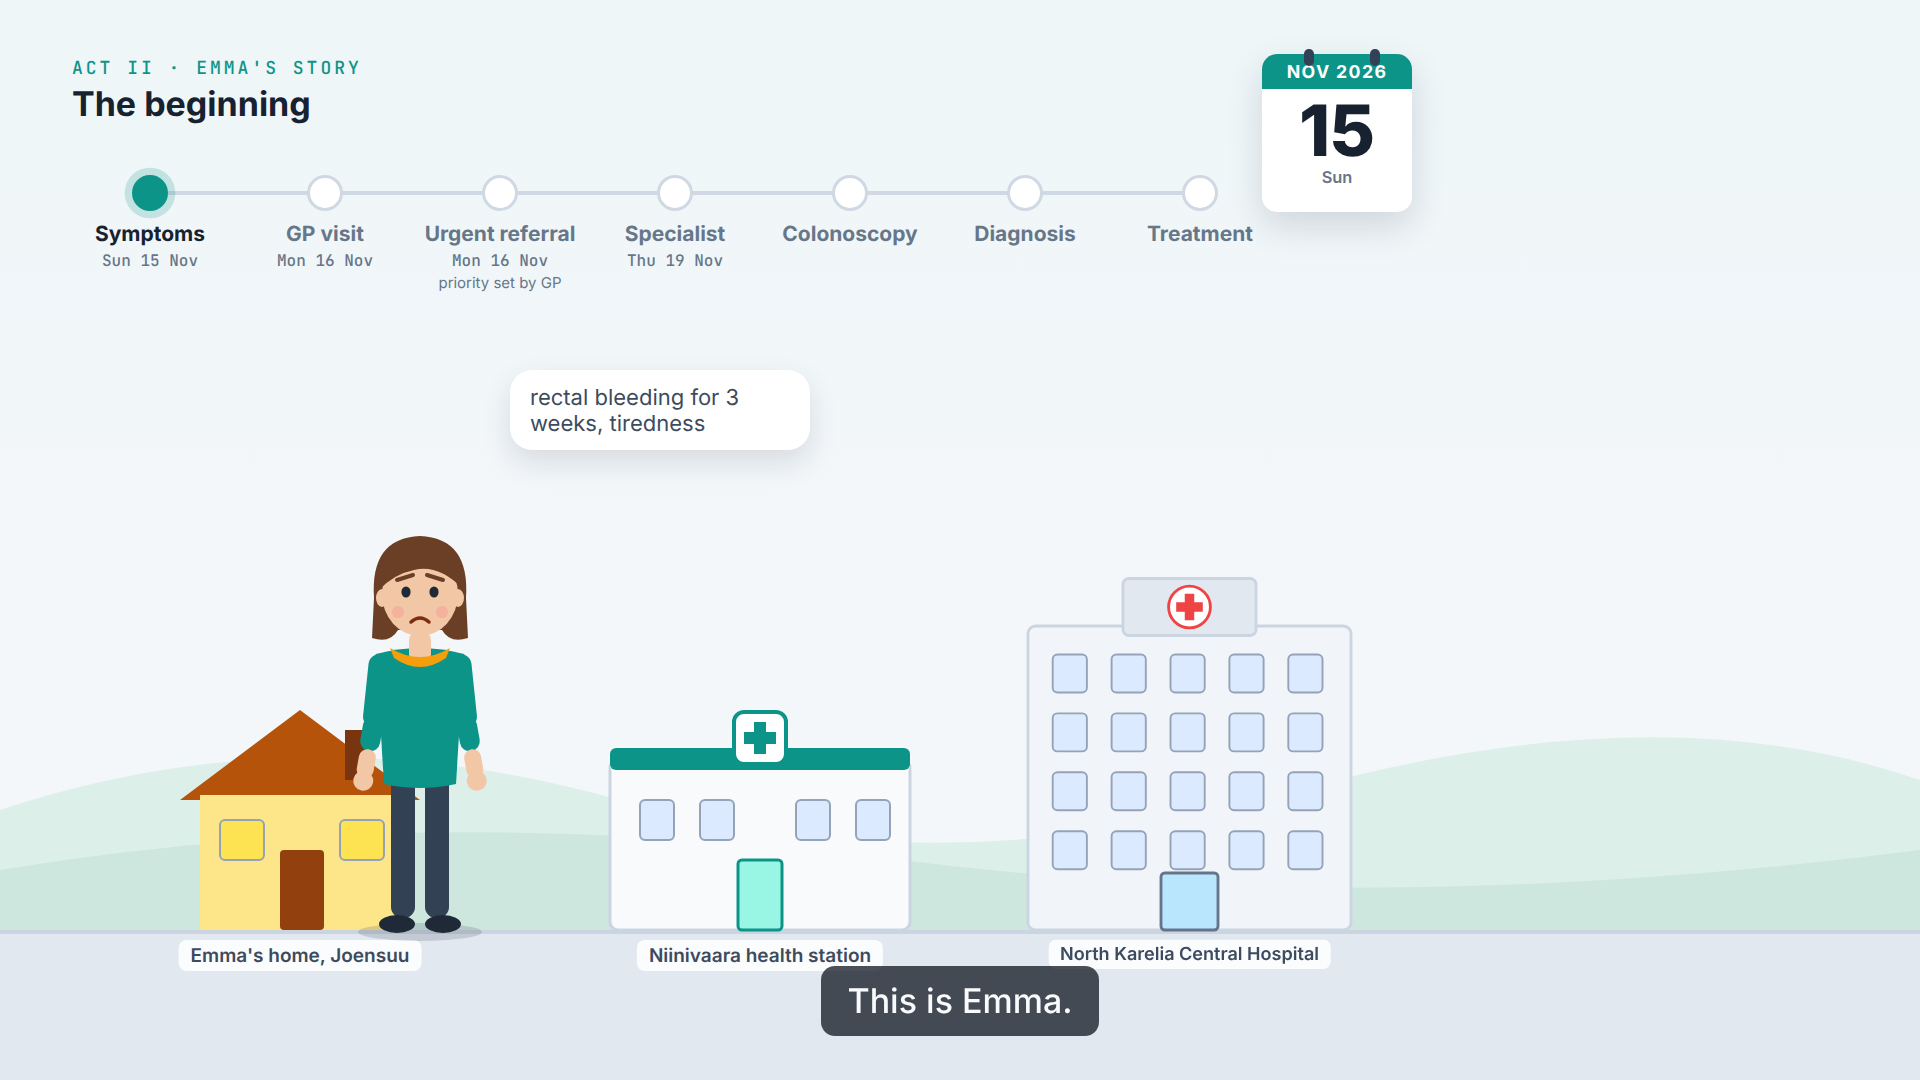 ACT II · EMMA'S STORY
The beginning
NOV 2026
15
Sun
Symptoms
Sun 15 Nov
GP visit
Mon 16 Nov
Urgent referral
Mon 16 Nov
priority set by GP
Specialist
Thu 19 Nov
Colonoscopy
Diagnosis
Treatment
rectal bleeding for 3
weeks, tiredness
Emma's home, Joensuu
Niinivaara health station
North Karelia Central Hospital
This is Emma.